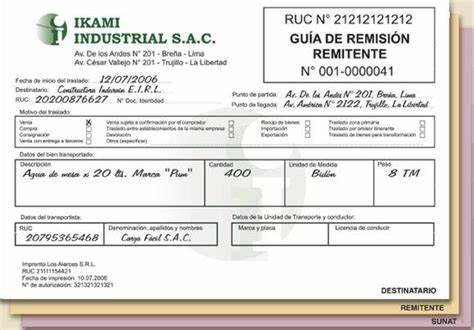 IKAMI
INDUSTRIAL S.A.C.
Av. De los Andes N° 201 - Breña - Lima
Av. César Vallejo N° 201 - Trujillo - La Libertad
RUC N° 21212121212
GUÍA DE REMISIÓN
REMITENTE
N° 001-0000041
Fecha de inicio del traslado: 12/07/2006
Destinatario: Constructora Indurain E.I.R.L.
RUC: 20200876627 N° Doc. Identidad
Punto de partida: Av. De los Andes N° 201, Breña, Lima
Punto de llegada: Av. América N° 2122, Trujillo, La Libertad
Motivo del traslado:
Venta X
Compra
Consignación
Devolución
Venta sujeta a confirmación por el comprador
Traslado entre establecimientos de la misma empresa
Devolución
Importación
Recojo de bienes
Importación
Exportación
Traslado zona primaria
Traslado por emisor itinerante
Traslado de bienes para transformación
Datos del bien transportado:
Descripción Cantidad Unidad de Medida Peso
Agua de mesa x 20 lts. Marca "Pum" 400 Bidón 8 TM
Datos del transportista:
RUC Denominación, apellidos y nombres
20795365468 Carga Fácil S.A.C.
Datos de la Unidad de Transporte y conductor:
Marca y placa Licencia de conducir
Imprenta Los Alerces S.R.L.
RUC 21111154421
Fecha de impresión: 10.07.2006
N° de autorización: 321321321321
DESTINATARIO
REMITENTE
SUNAT